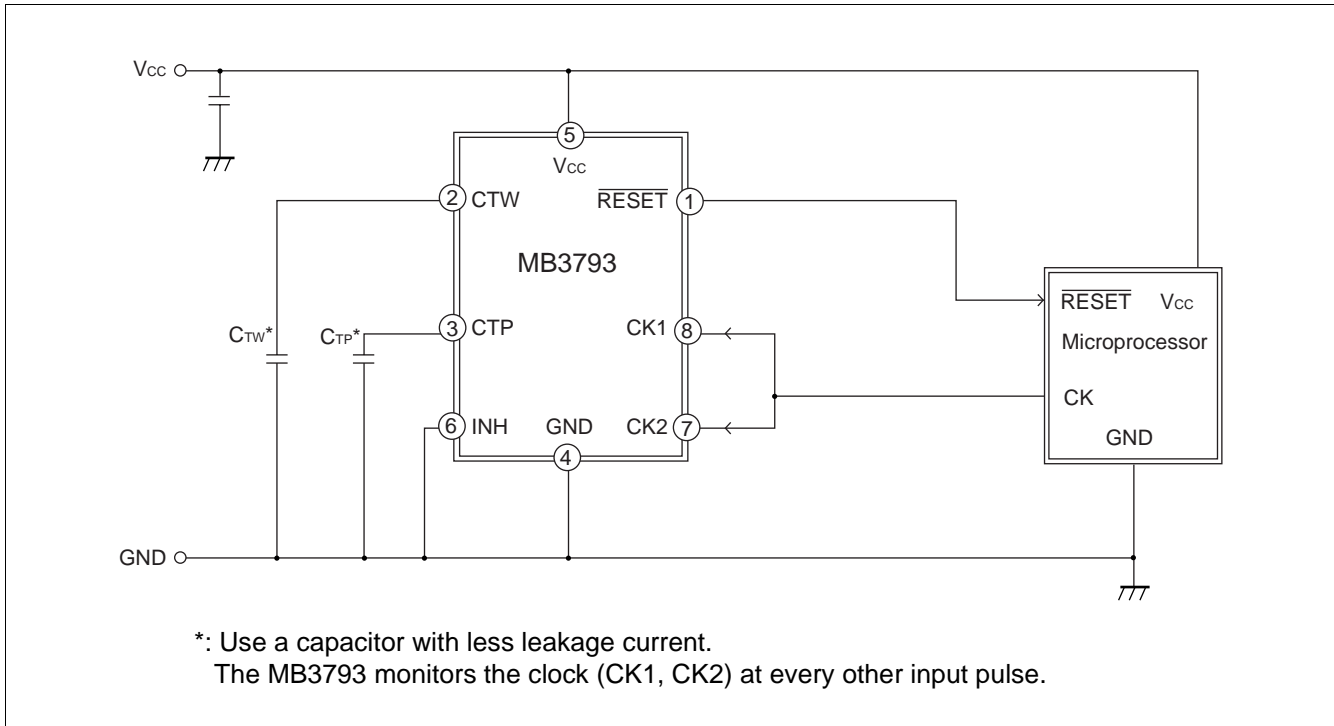 VCC
5
VCC
2 CTW
RESET 1
MB3793
RESET VCC
CTW*
CTP*
3 CTP
CK1 8
Microprocessor
CK
6 INH GND CK2 7
GND
4
GND
*: Use a capacitor with less leakage current.
The MB3793 monitors the clock (CK1, CK2) at every other input pulse.